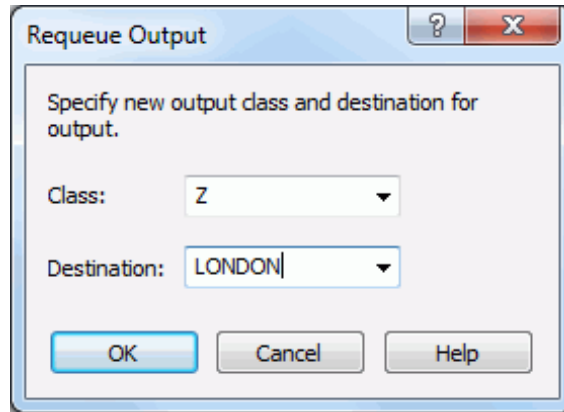 Requeue Output
?
X
Specify new output class and destination for
output.
Class: Z
Destination: LONDON
OK Cancel Help